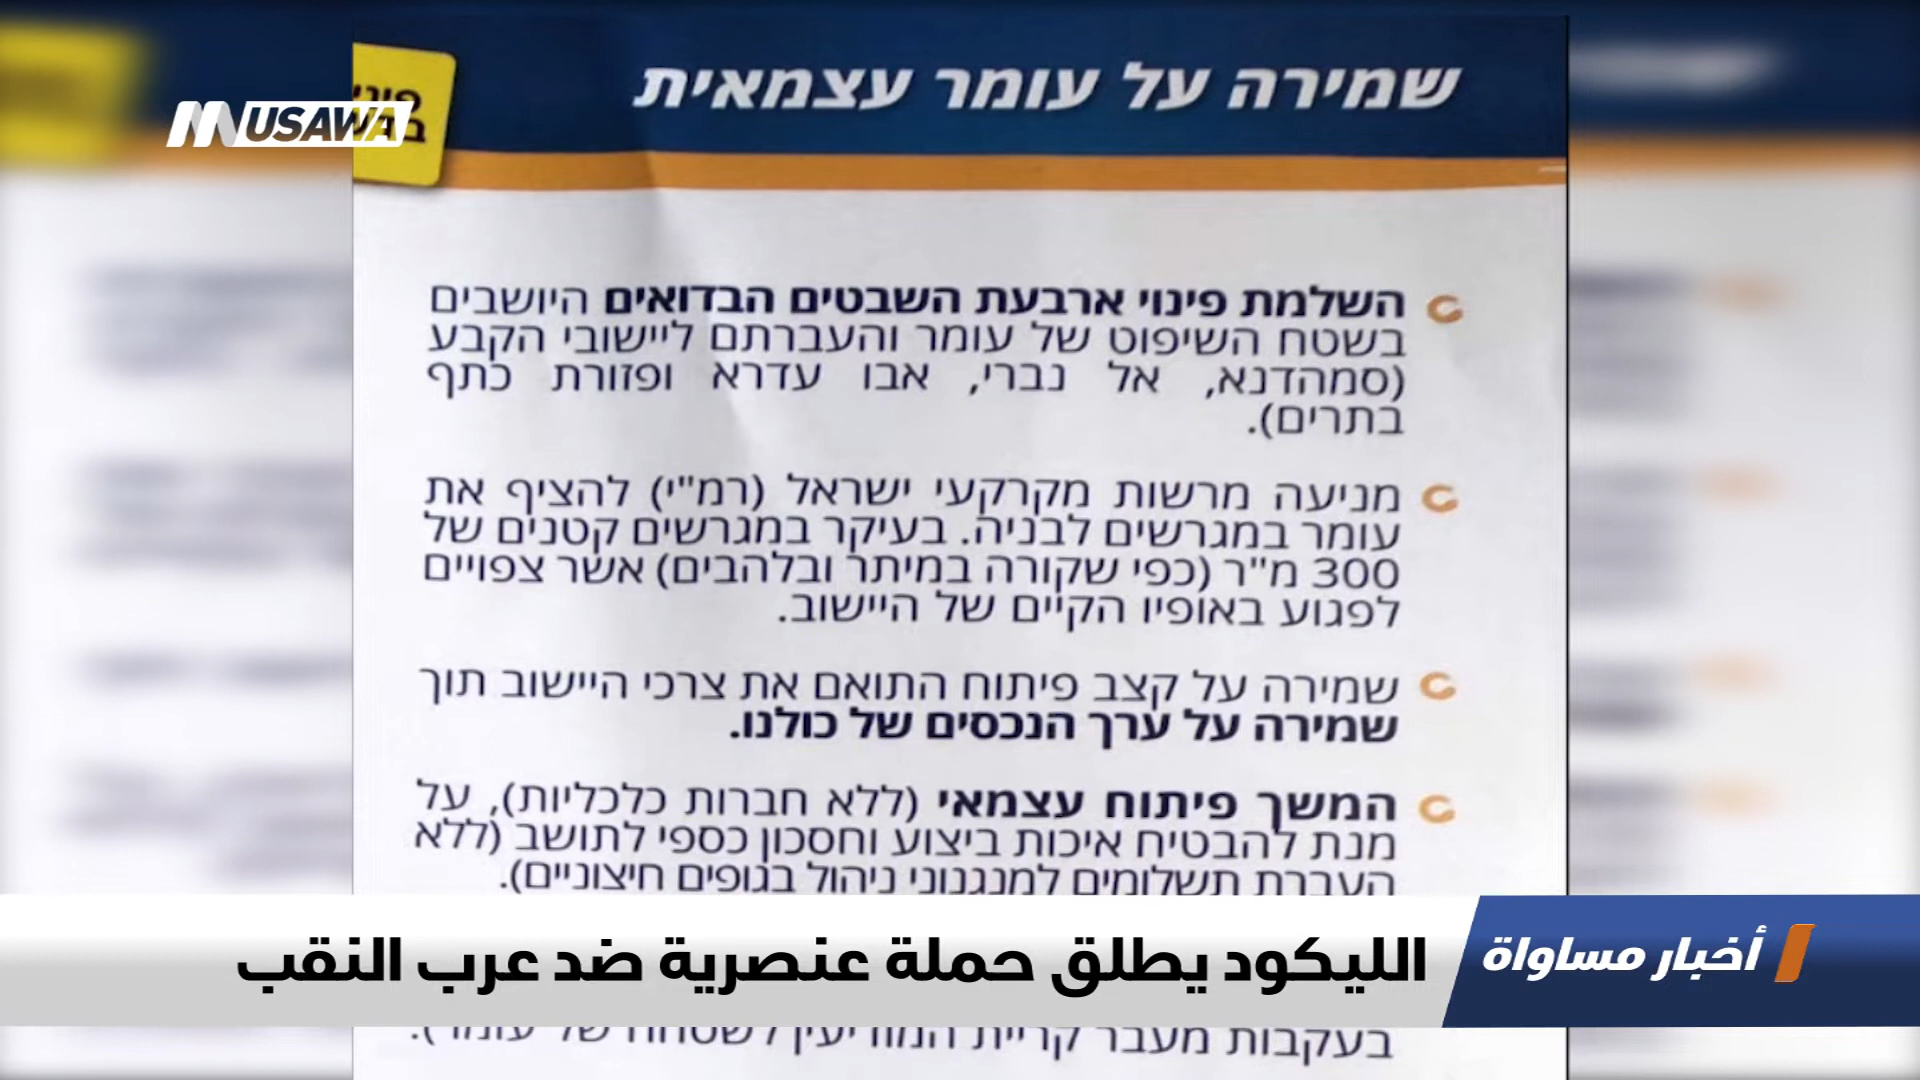 שמירה על עומר עצמאית
MUSAWA
השלמת פינוי ארבעת השבטים הבדואים היושבים
בשטח השיפוט של עומר והעברתם ליישובי הקבע
(סמהדנא, אל נברי, אבו עדרא ופזורת כתף
בתרים).
מניעה מרשות מקרקעי ישראל (רמ"י) להציף את
עומר במגרשים לבניה. בעיקר במגרשים קטנים של
300 מ"ר (כפי שקורה במיתר ובלהבים) אשר צפויים
לפגוע באופיו הקיים של היישוב.
שמירה על קצב פיתוח התואם את צרכי היישוב תוך
שמירה על ערך הנכסים של כולנו.
המשך פיתוח עצמאי (ללא חברות כלכליות), על
מנת להבטיח איכות ביצוע וחסכון כספי לתושב (ללא
העברת תשלומים למנגנוני ניהול בגופים חיצוניים).
أخبار مساواة
الليكود يطلق حملة عنصرية ضد عرب النقب
בעקבות מעבר קריית המודיעין לשטחה של עומר).